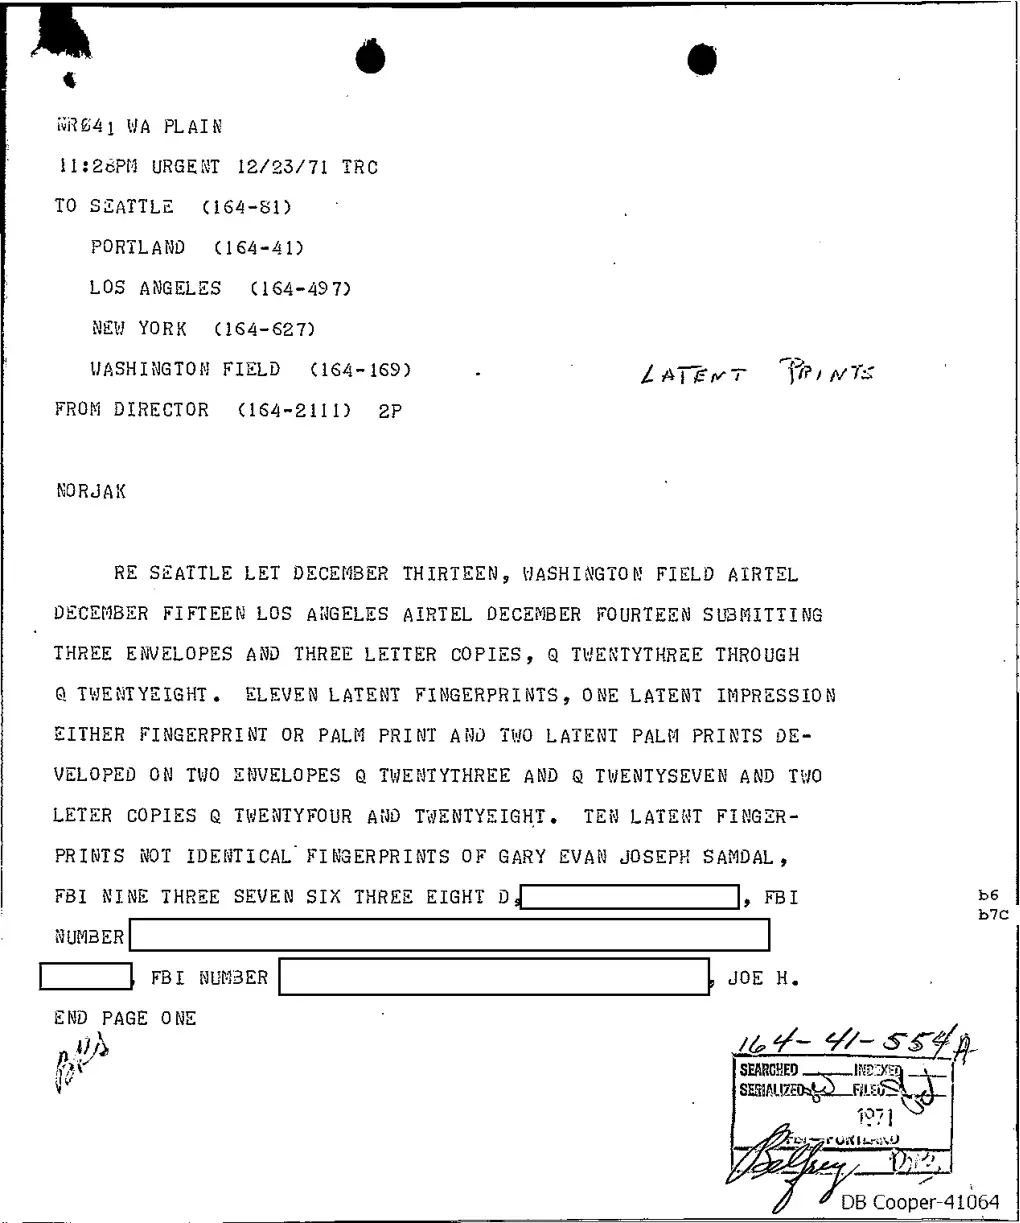 NR041 WA PLAIN
11:28PM URGENT 12/23/71 TRC
TO SEATTLE (164-81)
PORTLAND (164-41)
LOS ANGELES (164-497)
NEW YORK (164-627)
WASHINGTON FIELD (164-169)
LATENT PRINTS
FROM DIRECTOR (164-2111) 2P
NORJAK
RE SEATTLE LET DECEMBER THIRTEEN, WASHINGTON FIELD AIRTEL
DECEMBER FIFTEEN LOS ANGELES AIRTEL DECEMBER FOURTEEN SUBMITTING
THREE ENVELOPES AND THREE LETTER COPIES, Q TWENTYTHREE THROUGH
Q TWENTYEIGHT. ELEVEN LATENT FINGERPRINTS, ONE LATENT IMPRESSION
EITHER FINGERPRINT OR PALM PRINT AND TWO LATENT PALM PRINTS DE-
VELOPED ON TWO ENVELOPES Q TWENTYTHREE AND Q TWENTYSEVEN AND TWO
LETER COPIES Q TWENTYFOUR AND TWENTYEIGHT. TEN LATENT FINGER-
PRINTS NOT IDENTICAL FINGERPRINTS OF GARY EVAN JOSEPH SAMDAL,
FBI NINE THREE SEVEN SIX THREE EIGHT D, , FBI
b6
b7C
NUMBER
, FBI NUMBER , JOE H.
END PAGE ONE
164-41-554A
SEARCHED INDEXED
SERIALIZED FILED
1971
FBI-PORTLAND
Belfrey
DB Cooper-41064